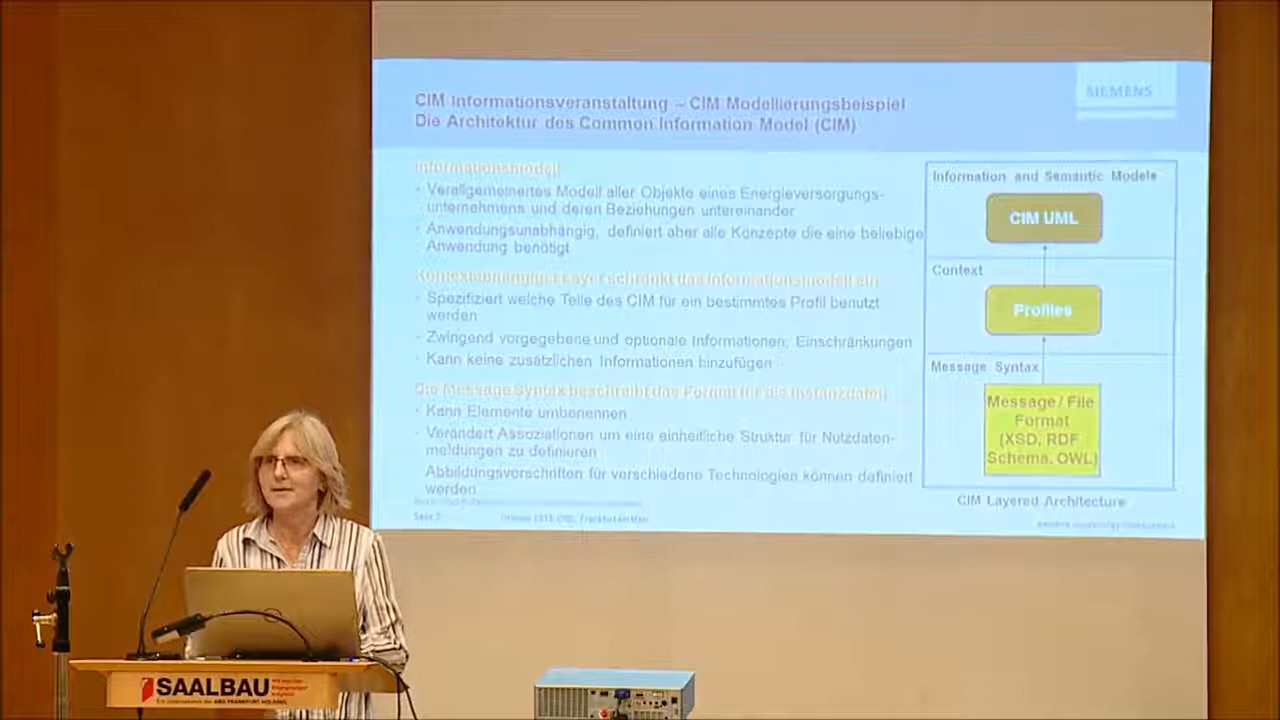 CIM Informationsveranstaltung – CIM Modellierungsbeispiel
Die Architektur des Common Information Model (CIM)
SIEMENS
Informationsmodell
Verallgemeinertes Modell aller Objekte eines Energieversorgungs-
unternehmens und deren Beziehungen untereinander
Anwendungsunabhängig, definiert aber alle Konzepte die eine beliebige
Anwendung benötigt
Kontextabhängiger Layer schränkt das Informationsmodell ein
Spezifiziert welche Teile des CIM für ein bestimmtes Profil benutzt
werden
Zwingend vorgegebene und optionale Informationen, Einschränkungen
Kann keine zusätzlichen Informationen hinzufügen
Die Message Syntax beschreibt das Format für die Instanzdaten
Kann Elemente umbenennen
Verändert Assoziationen um eine einheitliche Struktur für Nutzdaten-
meldungen zu definieren
Abbildungsvorschriften für verschiedene Technologien können definiert
werden
Seite 7
Information and Semantic Models
CIM UML
Context
Profiles
Message Syntax
Message / File
Format
(XSD, RDF
Schema, OWL)
CIM Layered Architecture
SAALBAU